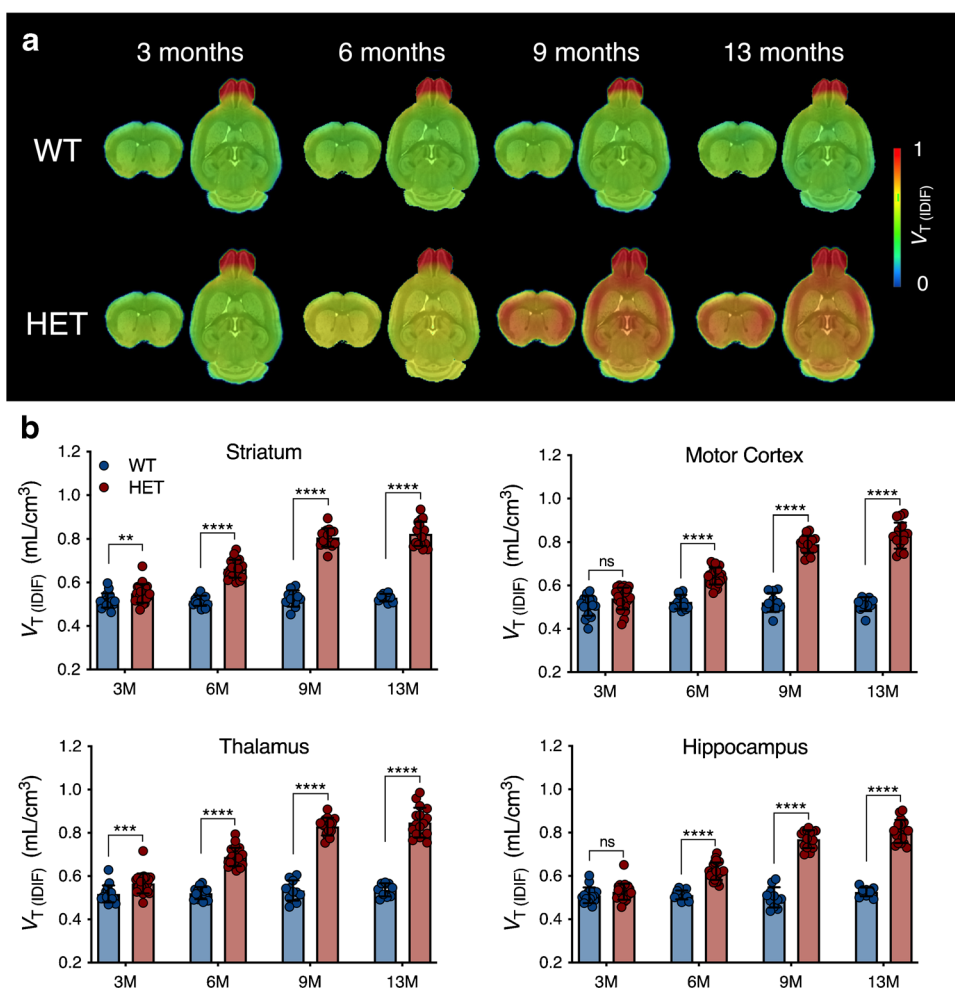 a
3 months 6 months 9 months 13 months
WT
HET
1
V T (IDIF)
0
b
Striatum
WT
HET
V T (IDIF) (mL/cm³)
1.2
1.0
0.8
0.6
0.4
0.2
** **** **** ****
3M 6M 9M 13M
Motor Cortex
V T (IDIF) (mL/cm³)
1.2
1.0
0.8
0.6
0.4
0.2
ns **** **** ****
3M 6M 9M 13M
Thalamus
V T (IDIF) (mL/cm³)
1.2
1.0
0.8
0.6
0.4
0.2
*** **** **** ****
3M 6M 9M 13M
Hippocampus
V T (IDIF) (mL/cm³)
1.2
1.0
0.8
0.6
0.4
0.2
ns **** **** ****
3M 6M 9M 13M